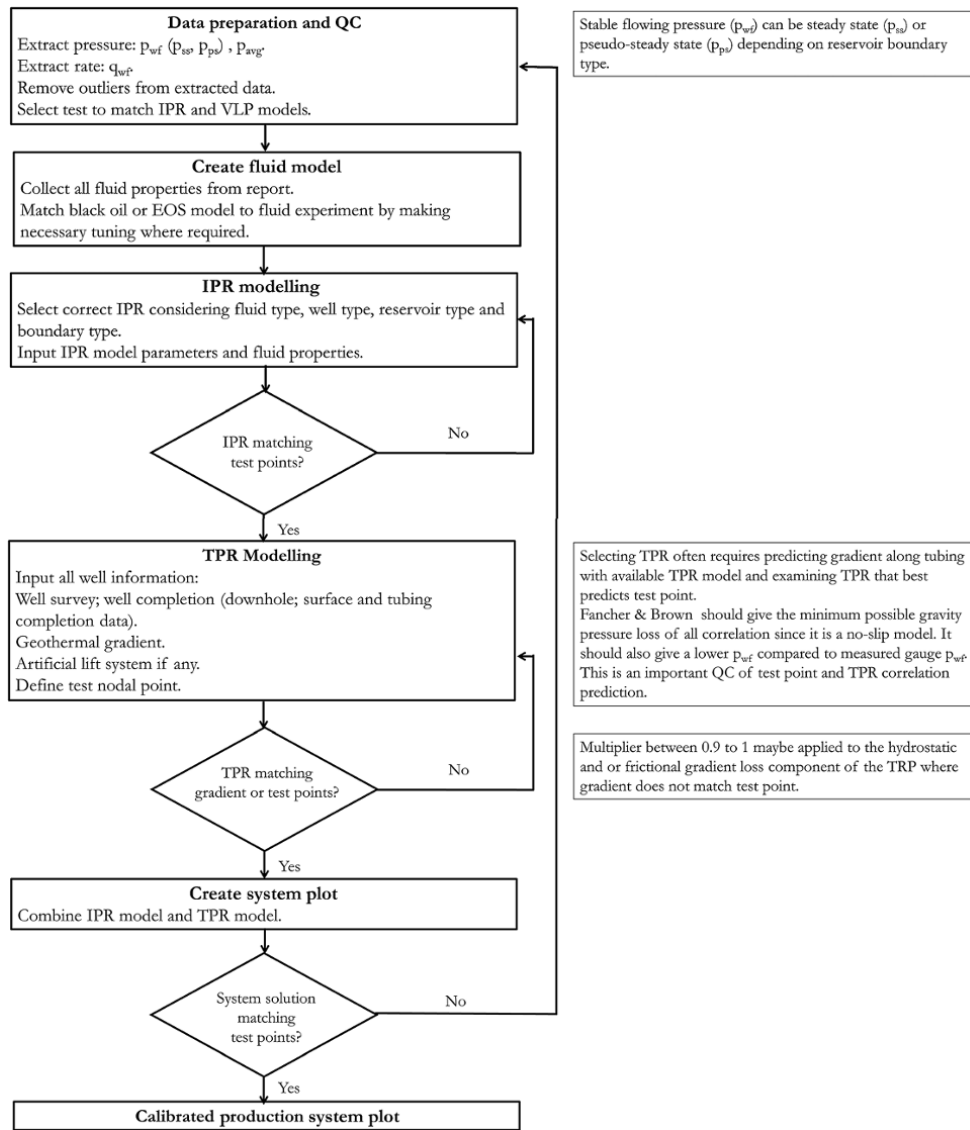 Data preparation and QC
Extract pressure: pwf (pss, pps) , pavg.
Extract rate: qwf.
Remove outliers from extracted data.
Select test to match IPR and VLP models.
Stable flowing pressure (pwf) can be steady state (pss) or
pseudo-steady state (pps) depending on reservoir boundary
type.
Create fluid model
Collect all fluid properties from report.
Match black oil or EOS model to fluid experiment by making
necessary tuning where required.
IPR modelling
Select correct IPR considering fluid type, well type, reservoir type and
boundary type.
Input IPR model parameters and fluid properties.
IPR matching
test points?
No
Yes
TPR Modelling
Input all well information:
Well survey; well completion (downhole; surface and tubing
completion data).
Geothermal gradient.
Artificial lift system if any.
Define test nodal point.
Selecting TPR often requires predicting gradient along tubing
with available TPR model and examining TPR that best
predicts test point.
Fancher & Brown should give the minimum possible gravity
pressure loss of all correlation since it is a no-slip model. It
should also give a lower pwf compared to measured gauge pwf.
This is an important QC of test point and TPR correlation
prediction.
TPR matching
gradient or test points?
No
Yes
Multiplier between 0.9 to 1 maybe applied to the hydrostatic
and or frictional gradient loss component of the TRP where
gradient does not match test point.
Create system plot
Combine IPR model and TPR model.
System solution
matching
test points?
No
Yes
Calibrated production system plot